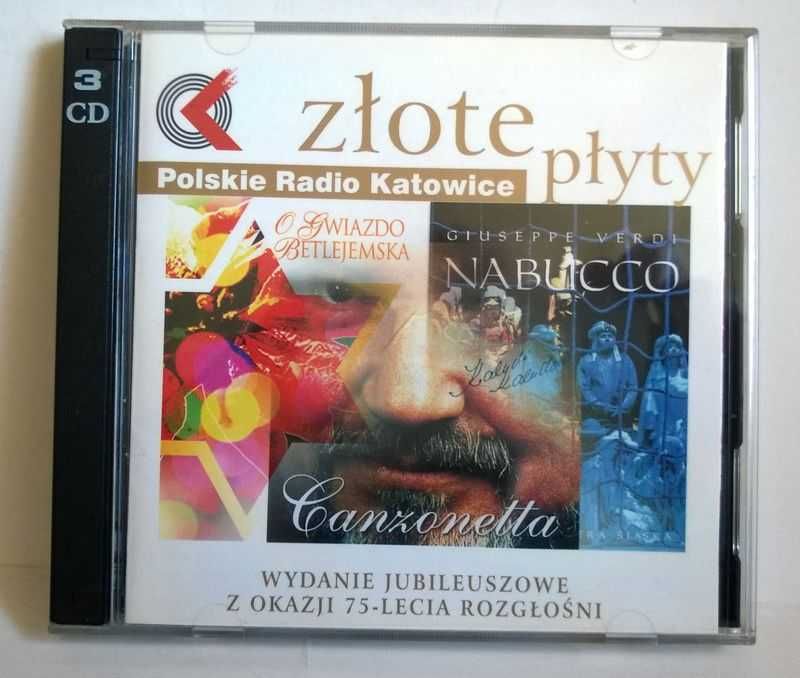 3
CD
złote
płyty
Polskie Radio Katowice
O Gwiazdo
Betlejemska
GIUSEPPE VERDI
NABUCCO
Canzonetta
WYDANIE JUBILEUSZOWE
Z OKAZJI 75-LECIA ROZGŁOŚNI